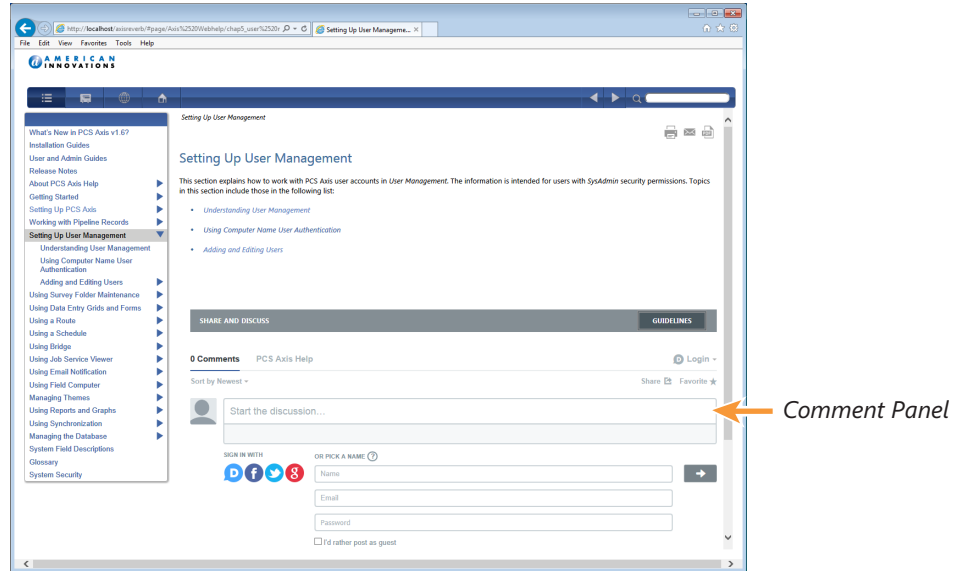 http://localhost/axisreverb/#page/Axis%2520Webhelp/chap5_user%2520r
Setting Up User Manageme...
File Edit View Favorites Tools Help
AMERICAN
INNOVATIONS
Setting Up User Management
What's New in PCS Axis v1.6?
Installation Guides
User and Admin Guides
Release Notes
About PCS Axis Help
Getting Started
Setting Up PCS Axis
Working with Pipeline Records
Setting Up User Management
Understanding User Management
Using Computer Name User
Authentication
Adding and Editing Users
Using Survey Folder Maintenance
Using Data Entry Grids and Forms
Using a Route
Using a Schedule
Using Bridge
Using Job Service Viewer
Using Email Notification
Using Field Computer
Managing Themes
Using Reports and Graphs
Using Synchronization
Managing the Database
System Field Descriptions
Glossary
System Security
Setting Up User Management
This section explains how to work with PCS Axis user accounts in User Management. The information is intended for users with SysAdmin security permissions. Topics
in this section include those in the following list:
• Understanding User Management
• Using Computer Name User Authentication
• Adding and Editing Users
SHARE AND DISCUSS
GUIDELINES
0 Comments PCS Axis Help
Login
Sort by Newest
Share Favorite
Start the discussion...
SIGN IN WITH
OR PICK A NAME ?
Name
Email
Password
I'd rather post as guest
Comment Panel